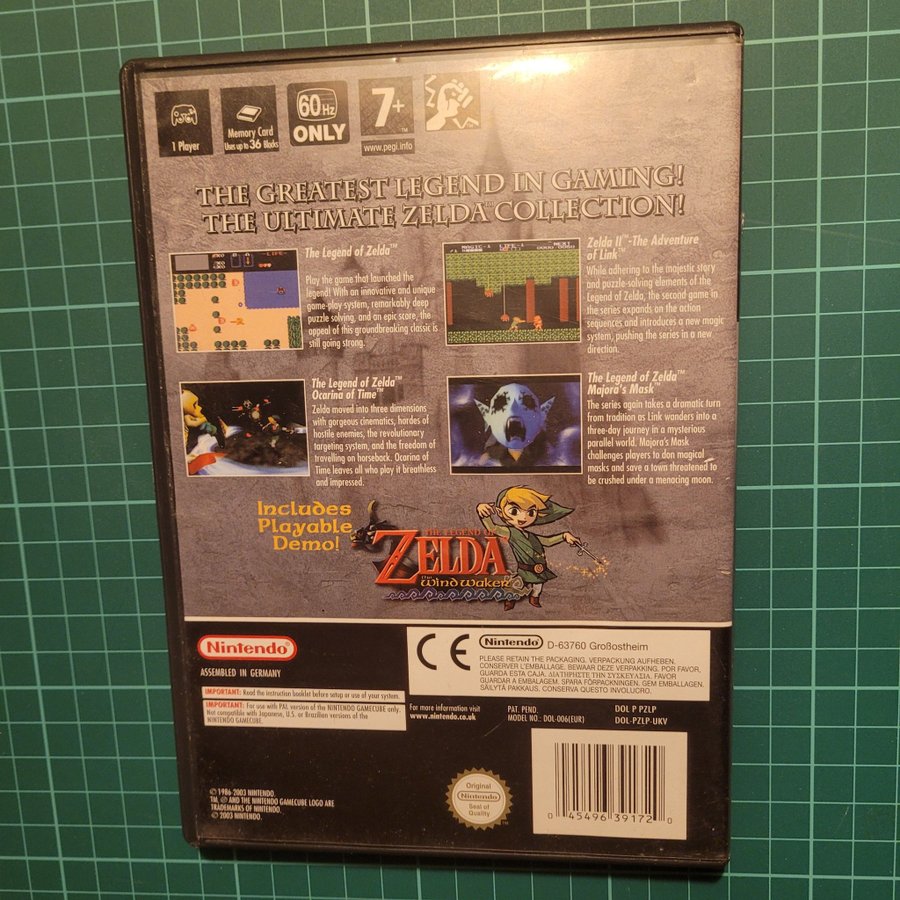 1 Player
Memory Card
Uses up to 36 Blocks
60Hz
ONLY
7+
™
www.pegi.info
THE GREATEST LEGEND IN GAMING!
THE ULTIMATE ZELDA™ COLLECTION!
The Legend of Zelda™
Play the game that launched the
legend! With an innovative and unique
game-play system, remarkably deep
puzzle solving, and an epic score, the
appeal of this groundbreaking classic is
still going strong.
MAGIC-1 LIFE-1 NEXT
Zelda II™-The Adventure
of Link™
While adhering to the majestic story
and puzzle-solving elements of the
Legend of Zelda, the second game in
the series expands on the action
sequences and introduces a new magic
system, pushing the series in a new
direction.
The Legend of Zelda™
Ocarina of Time™
Zelda moved into three dimensions
with gorgeous cinematics, hordes of
hostile enemies, the revolutionary
targeting system, and the freedom of
travelling on horseback. Ocarina of
Time leaves all who play it breathless
and impressed.
The Legend of Zelda™
Majora's Mask™
The series again takes a dramatic turn
from tradition as Link wanders into a
three-day journey in a mysterious
parallel world. Majora's Mask
challenges players to don magical
masks and save a town threatened to
be crushed under a menacing moon.
Includes
Playable
Demo!
THE LEGEND OF
ZELDA
The Wind Waker
Nintendo
ASSEMBLED IN GERMANY
IMPORTANT: Read the instruction booklet before setup or use of your system.
IMPORTANT: For use with PAL version of the NINTENDO GAMECUBE only.
Not compatible with Japanese, U.S. or Brazilian versions of the
NINTENDO GAMECUBE.
CE Nintendo D-63760 Großostheim
PLEASE RETAIN THE PACKAGING. VERPACKUNG AUFHEBEN.
CONSERVER L'EMBALLAGE. BEWAAR DEZE VERPAKKING. POR FAVOR,
GUARDA ESTA CAJA. ΔΙΑΤΗΡΗΣΤΕ ΤΗΝ ΣΥΣΚΕΥΑΣΙΑ. FAVOR
GUARDAR A EMBALAGEM. SPARA FÖRPACKNINGEN. GEM EMBALLAGEN.
SÄILYTÄ PAKKAUS. CONSERVA QUESTO INVOLUCRO.
For more information visit
www.nintendo.co.uk
PAT. PEND.
MODEL NO.: DOL-006(EUR)
DOL P PZLP
DOL-PZLP-UKV
© 1986-2003 NINTENDO.
TM, ® AND THE NINTENDO GAMECUBE LOGO ARE
TRADEMARKS OF NINTENDO.
© 2003 NINTENDO.
Original
Nintendo
Seal of
Quality
0 45496 39172 0